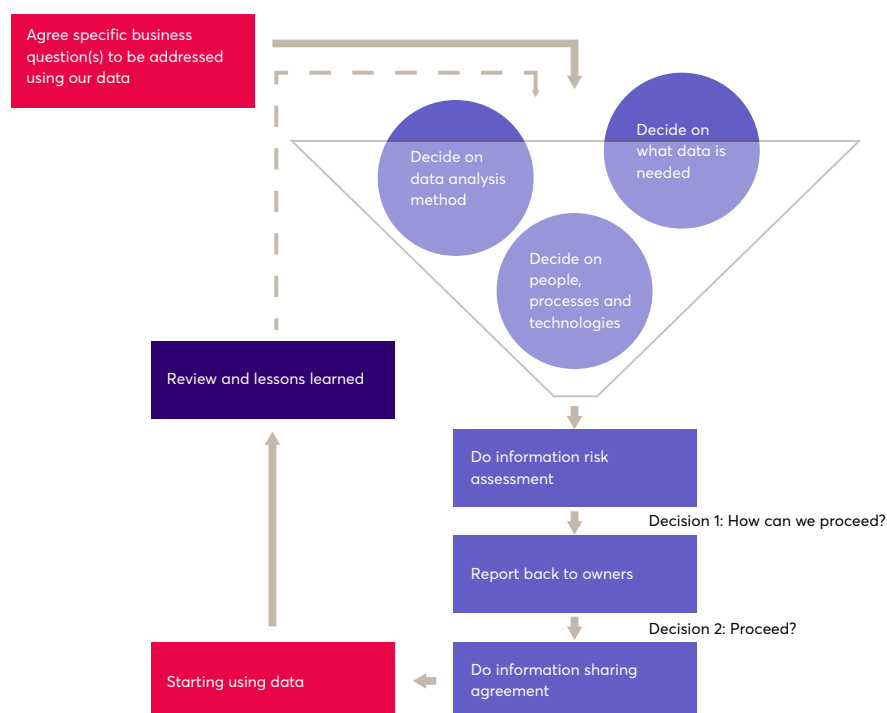 Agree specific business
question(s) to be addressed
using our data
Decide on
data analysis
method
Decide on
what data is
needed
Decide on
people,
processes and
technologies
Do information risk
assessment
Decision 1: How can we proceed?
Report back to owners
Decision 2: Proceed?
Do information sharing
agreement
Starting using data
Review and lessons learned